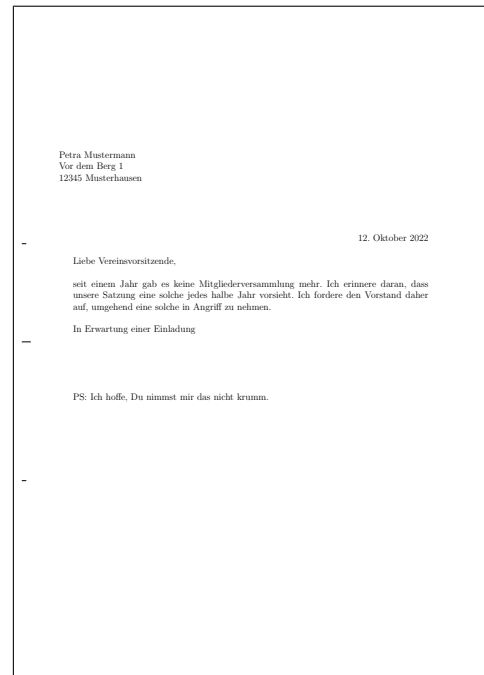 Petra Mustermann
Vor dem Berg 1
12345 Musterhausen
12. Oktober 2022
Liebe Vereinsvorsitzende,
seit einem Jahr gab es keine Mitgliederversammlung mehr. Ich erinnere daran, dass
unsere Satzung eine solche jedes halbe Jahr vorsieht. Ich fordere den Vorstand daher
auf, umgehend eine solche in Angriff zu nehmen.
In Erwartung einer Einladung
PS: Ich hoffe, Du nimmst mir das nicht krumm.